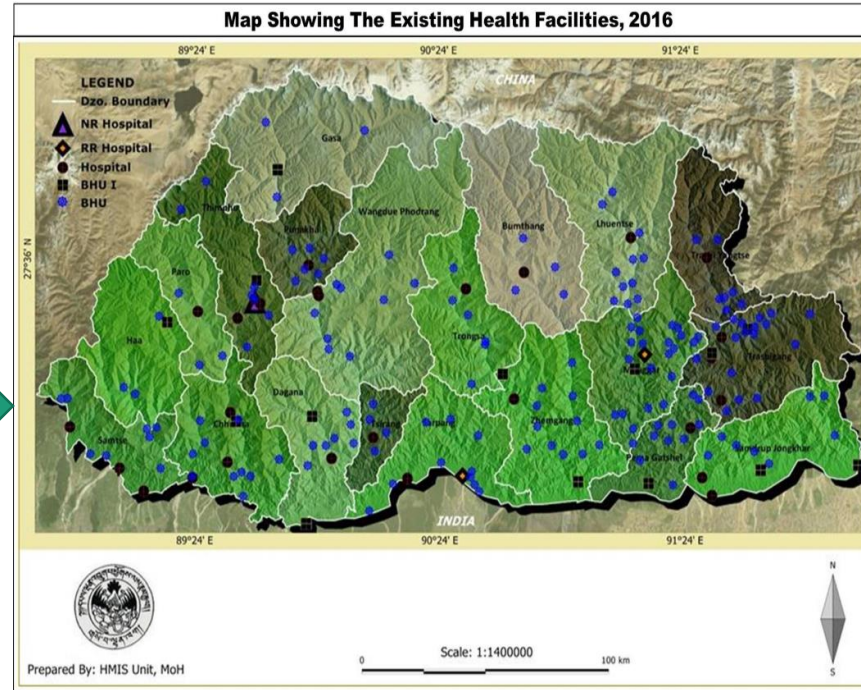 Map Showing The Existing Health Facilities, 2016
89°24' E
90°24' E
91°24' E
CHINA
LEGEND
Dzo. Boundary
NR Hospital
RR Hospital
Hospital
BHU I
BHU
27°36' N
Gasa
Thimphu
Punakha
Wangdue Phodrang
Bumthang
Lhuentse
Paro
Haa
Trongsa
Trashigang
Dagana
Samtse
Zhemgang
Samdrup Jongkhar
INDIA
89°24' E
90°24' E
91°24' E
N
S
Scale: 1:1400000
0
100 km
Prepared By: HMIS Unit, MoH